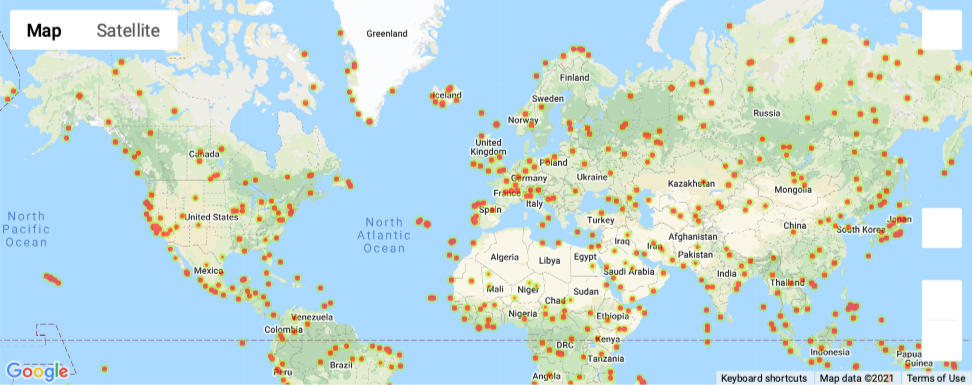 Map Satellite
Greenland
Iceland
Finland
Sweden
Norway
Russia
United
Kingdom
Poland
Germany
Ukraine
France
Kazakhstan
Mongolia
Canada
Italy
Spain
Turkey
United States
China
Japan
South Korea
North
Pacific
Ocean
North
Atlantic
Ocean
Afghanistan
Iraq
Iran
Pakistan
Algeria
Libya
Egypt
Saudi Arabia
India
Mexico
Mali
Niger
Sudan
Chad
Thailand
Nigeria
Ethiopia
Venezuela
Colombia
Kenya
DRC
Indonesia
Papua
Guinea
Tanzania
Brazil
Peru
Angola
Google
Keyboard shortcuts Map data ©2021 Terms of Use